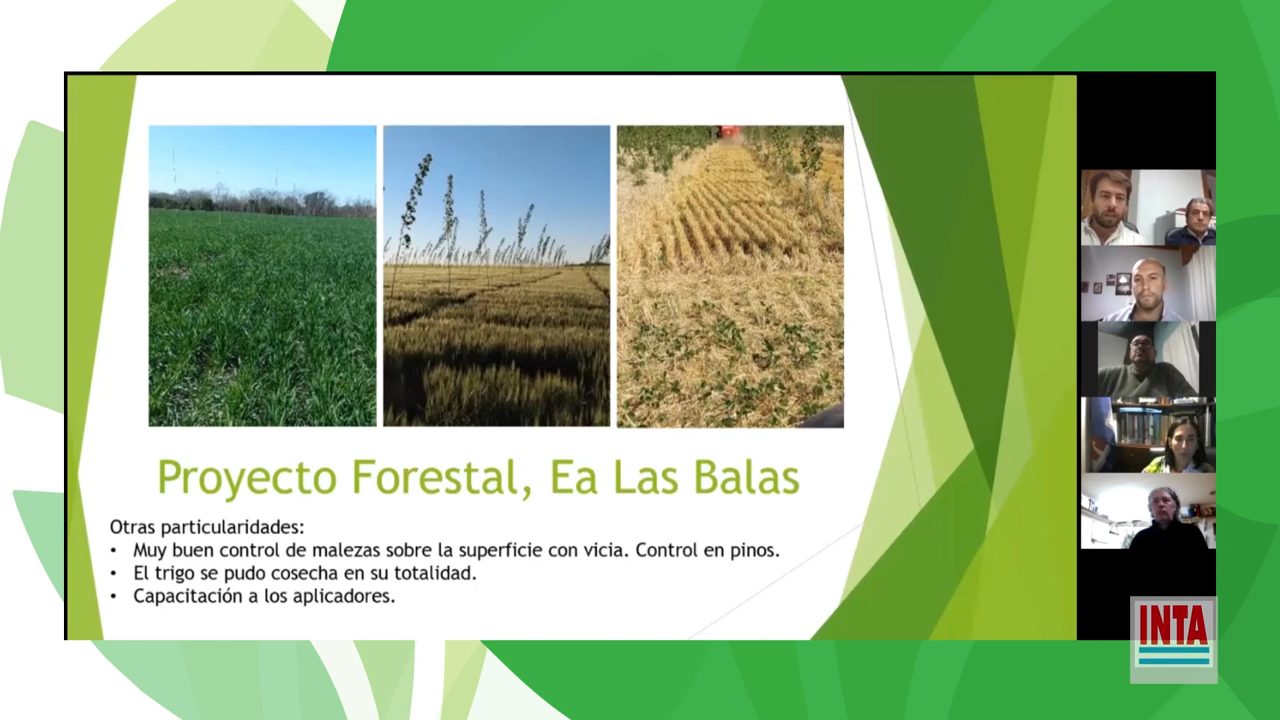 Proyecto Forestal, Ea Las Balas
Otras particularidades:
• Muy buen control de malezas sobre la superficie con vicia. Control en pinos.
• El trigo se pudo cosecha en su totalidad.
• Capacitación a los aplicadores.
INTA